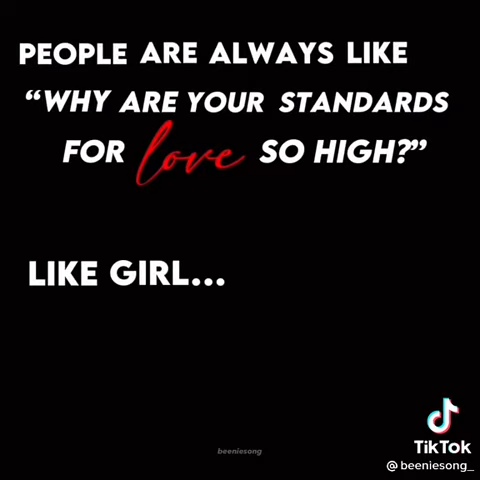 PEOPLE ARE ALWAYS LIKE
“WHY ARE YOUR STANDARDS
FOR love SO HIGH?”
LIKE GIRL...
beeniesong
TikTok
@beeniesong_